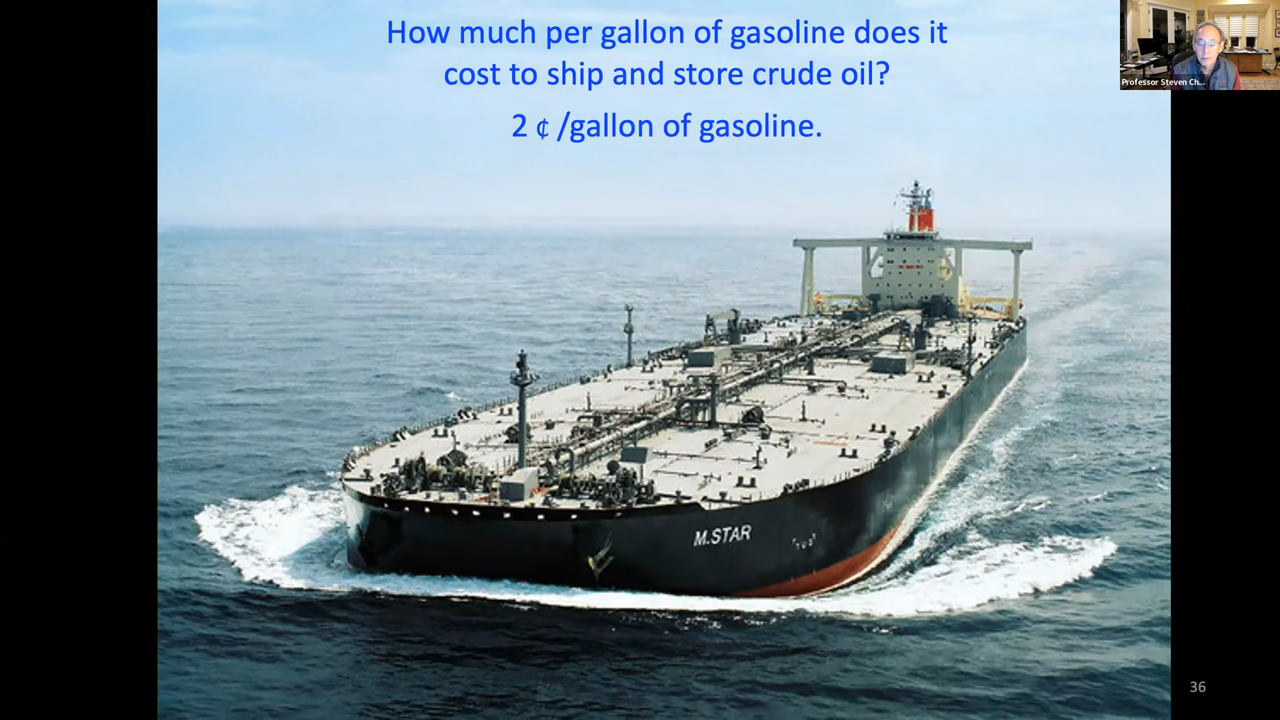 How much per gallon of gasoline does it
cost to ship and store crude oil?
2 ¢ /gallon of gasoline.
Professor Steven Ch...
M.STAR
36